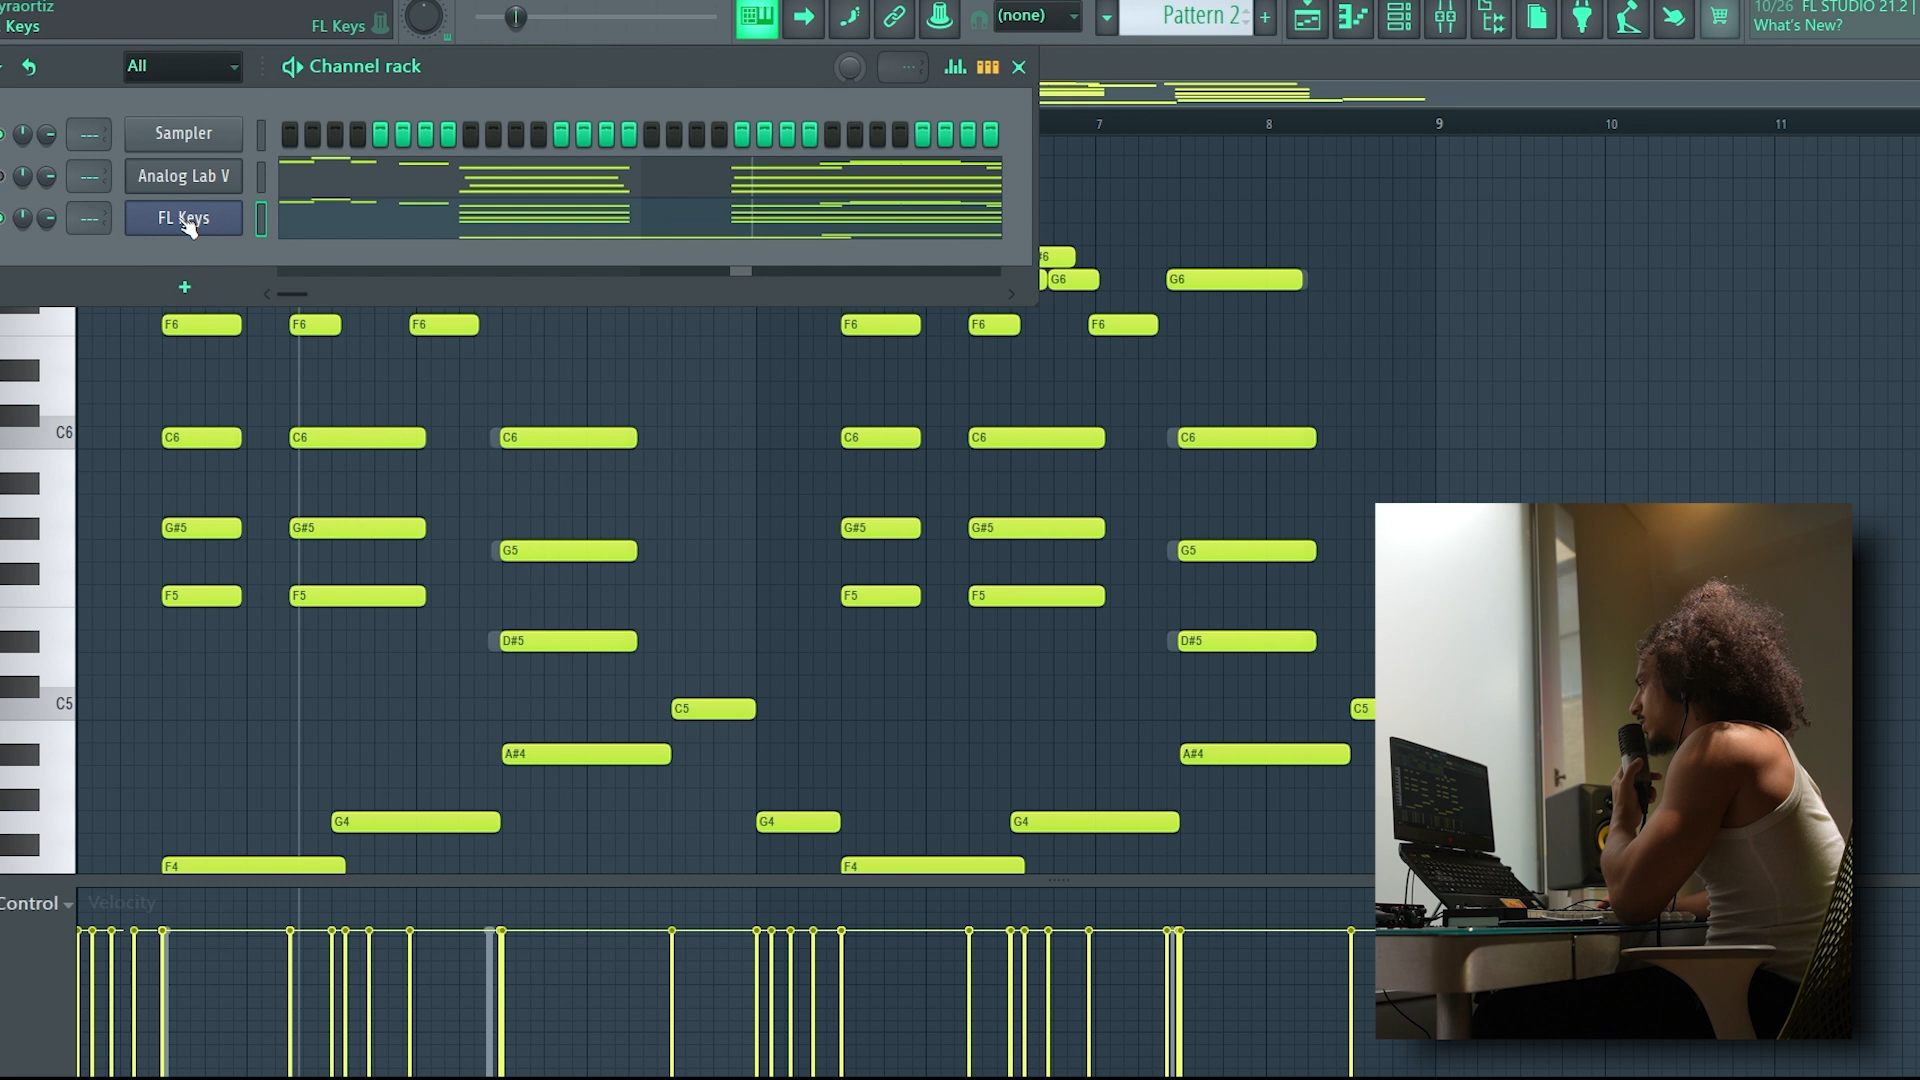 yraortiz
Keys
FL Keys
(none)
Pattern 2
+
10/26 FL STUDIO 21.2 |
What's New?
All
Channel rack
Sampler
Analog Lab V
FL Keys
+
7 8 9 10 11
#6
G6 G6
F6 F6 F6 F6 F6 F6
C6
C6 C6 C6 C6 C6 C6
G#5 G#5 G#5 G#5
G5 G5
F5 F5 F5 F5
D#5 D#5
C5
C5 C5
A#4 A#4
G4 G4 G4
F4 F4
Control Velocity